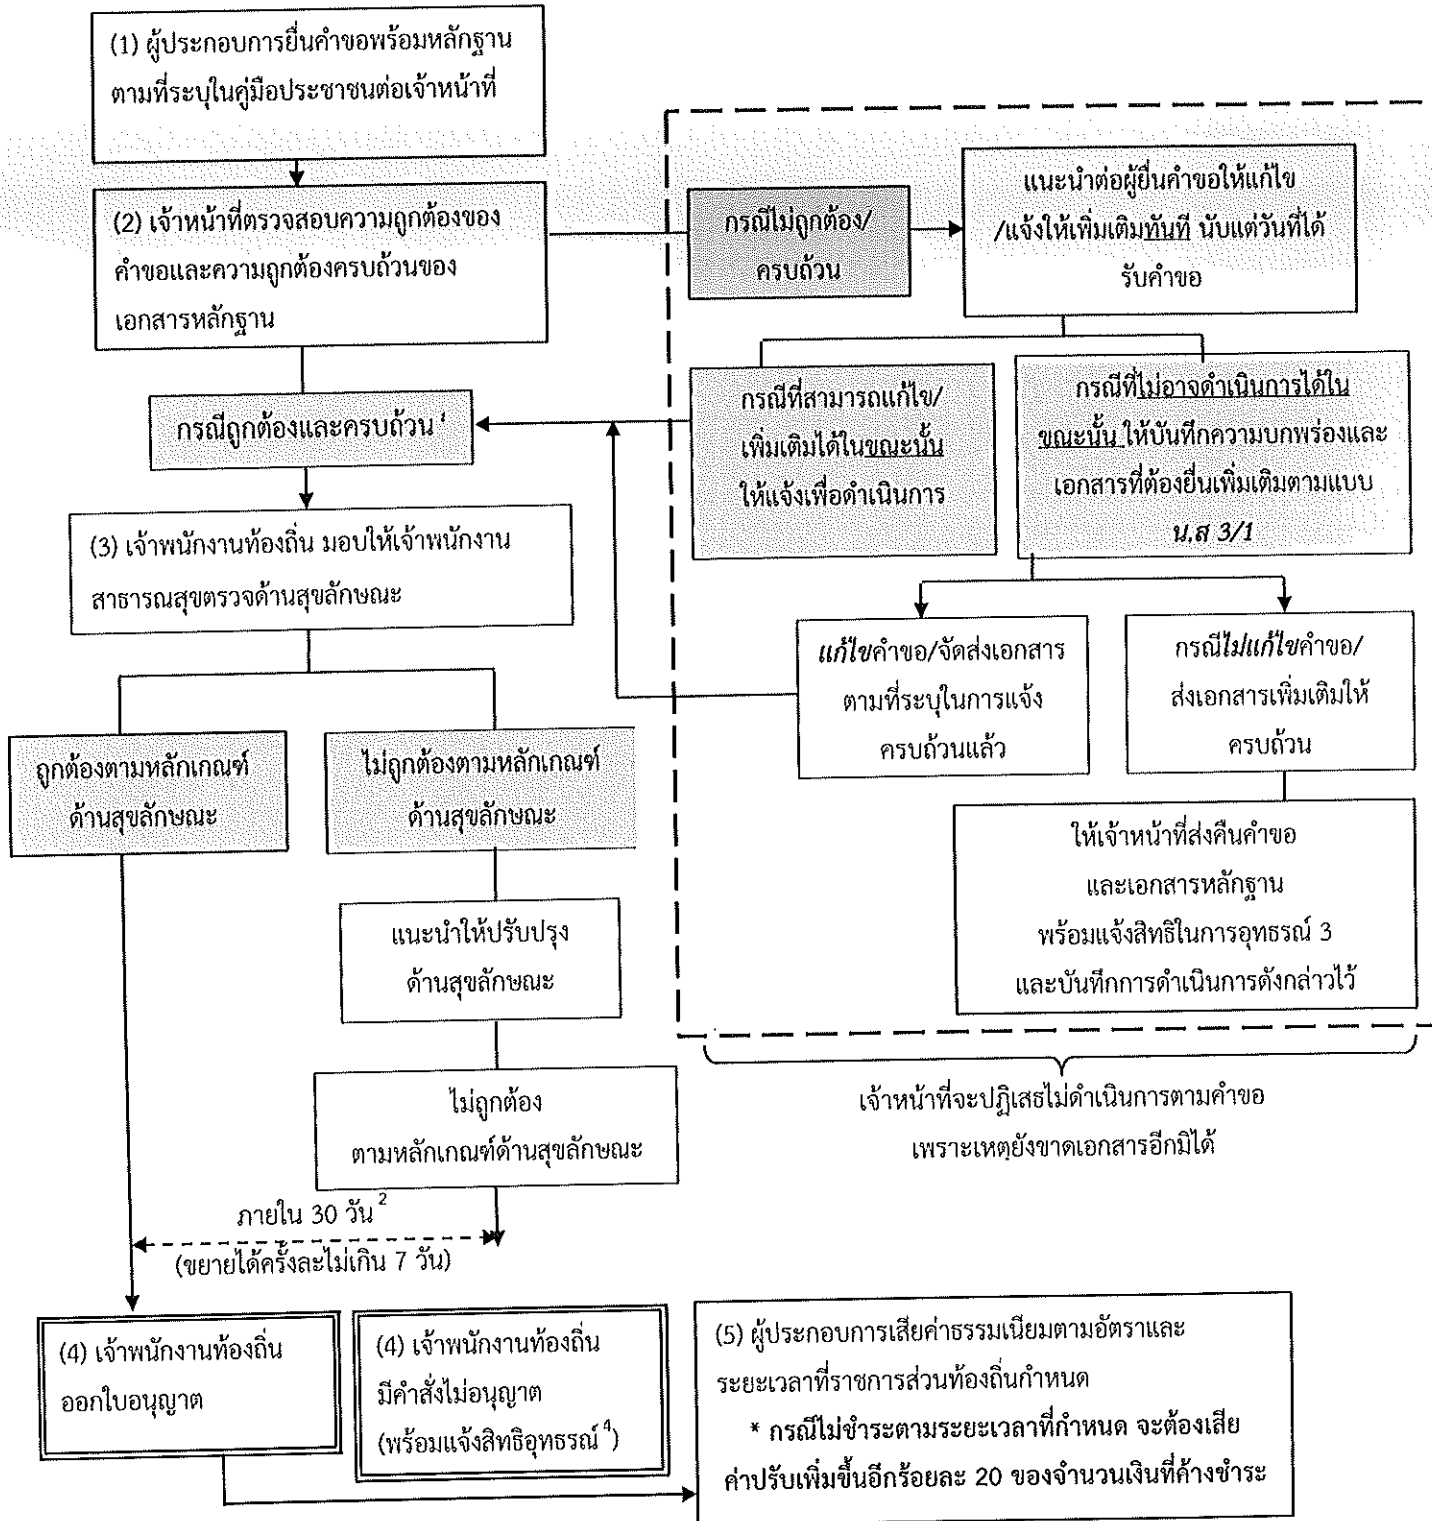 (1) ผู้ประกอบการยื่นคำขอพร้อมหลักฐาน
ตามที่ระบุในคู่มือประชาชนต่อเจ้าหน้าที่
(2) เจ้าหน้าที่ตรวจสอบความถูกต้องของ
คำขอและความถูกต้องครบถ้วนของ
เอกสารหลักฐาน
กรณีไม่ถูกต้อง/
ครบถ้วน
แนะนำต่อผู้ยื่นคำขอให้แก้ไข
/แจ้งให้เพิ่มเติมทันที นับแต่วันที่ได้
รับคำขอ
กรณีถูกต้องและครบถ้วน 1
กรณีที่สามารถแก้ไข/
เพิ่มเติมได้ในขณะนั้น
ให้แจ้งเพื่อดำเนินการ
กรณีที่ไม่อาจดำเนินการได้ใน
ขณะนั้น ให้บันทึกความบกพร่องและ
เอกสารที่ต้องยื่นเพิ่มเติมตามแบบ
น.ส 3/1
(3) เจ้าพนักงานท้องถิ่น มอบให้เจ้าพนักงาน
สาธารณสุขตรวจด้านสุขลักษณะ
แก้ไขคำขอ/จัดส่งเอกสาร
ตามที่ระบุในการแจ้ง
ครบถ้วนแล้ว
กรณีไม่แก้ไขคำขอ/
ส่งเอกสารเพิ่มเติมให้
ครบถ้วน
ถูกต้องตามหลักเกณฑ์
ด้านสุขลักษณะ
ไม่ถูกต้องตามหลักเกณฑ์
ด้านสุขลักษณะ
ให้เจ้าหน้าที่ส่งคืนคำขอ
และเอกสารหลักฐาน
พร้อมแจ้งสิทธิในการอุทธรณ์ 3
และบันทึกการดำเนินการดังกล่าวไว้
แนะนำให้ปรับปรุง
ด้านสุขลักษณะ
ไม่ถูกต้อง
ตามหลักเกณฑ์ด้านสุขลักษณะ
เจ้าหน้าที่จะปฏิเสธไม่ดำเนินการตามคำขอ
เพราะเหตุยังขาดเอกสารอีกมิได้
ภายใน 30 วัน 2
(ขยายได้ครั้งละไม่เกิน 7 วัน)
(4) เจ้าพนักงานท้องถิ่น
ออกใบอนุญาต
(4) เจ้าพนักงานท้องถิ่น
มีคำสั่งไม่อนุญาต
(พร้อมแจ้งสิทธิอุทธรณ์ 4)
(5) ผู้ประกอบการเสียค่าธรรมเนียมตามอัตราและ
ระยะเวลาที่ราชการส่วนท้องถิ่นกำหนด
* กรณีไม่ชำระตามระยะเวลาที่กำหนด จะต้องเสีย
ค่าปรับเพิ่มขึ้นอีกร้อยละ 20 ของจำนวนเงินที่ค้างชำระ